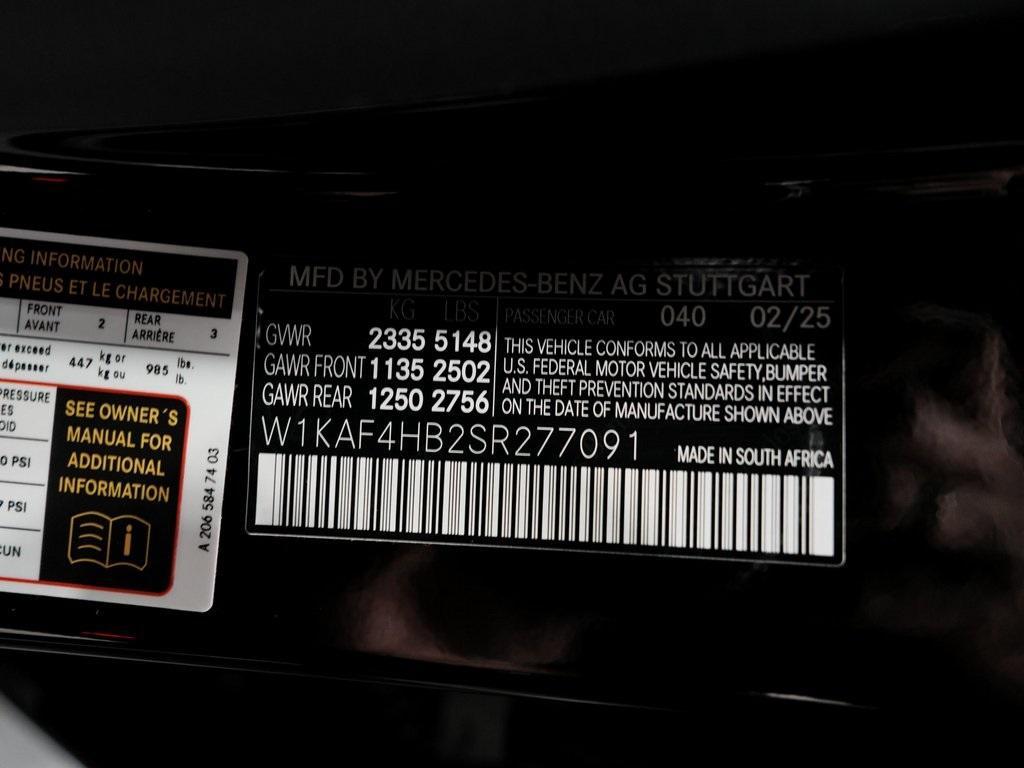 NG INFORMATION
S PNEUS ET LE CHARGEMENT
FRONT
AVANT 2 REAR
ARRIÈRE 3
er exceed
dépasser 447 kg or
kg ou 985 lbs.
lb.
PRESSURE
ES
OID
0 PSI
7 PSI
CUN
SEE OWNER´S
MANUAL FOR
ADDITIONAL
INFORMATION
i
A 206 584 74 03
MFD BY MERCEDES-BENZ AG STUTTGART
KG LBS
GVWR 2335 5148
GAWR FRONT 1135 2502
GAWR REAR 1250 2756
PASSENGER CAR 040 02/25
THIS VEHICLE CONFORMS TO ALL APPLICABLE
U.S. FEDERAL MOTOR VEHICLE SAFETY,BUMPER
AND THEFT PREVENTION STANDARDS IN EFFECT
ON THE DATE OF MANUFACTURE SHOWN ABOVE
W1KAF4HB2SR277091
MADE IN SOUTH AFRICA